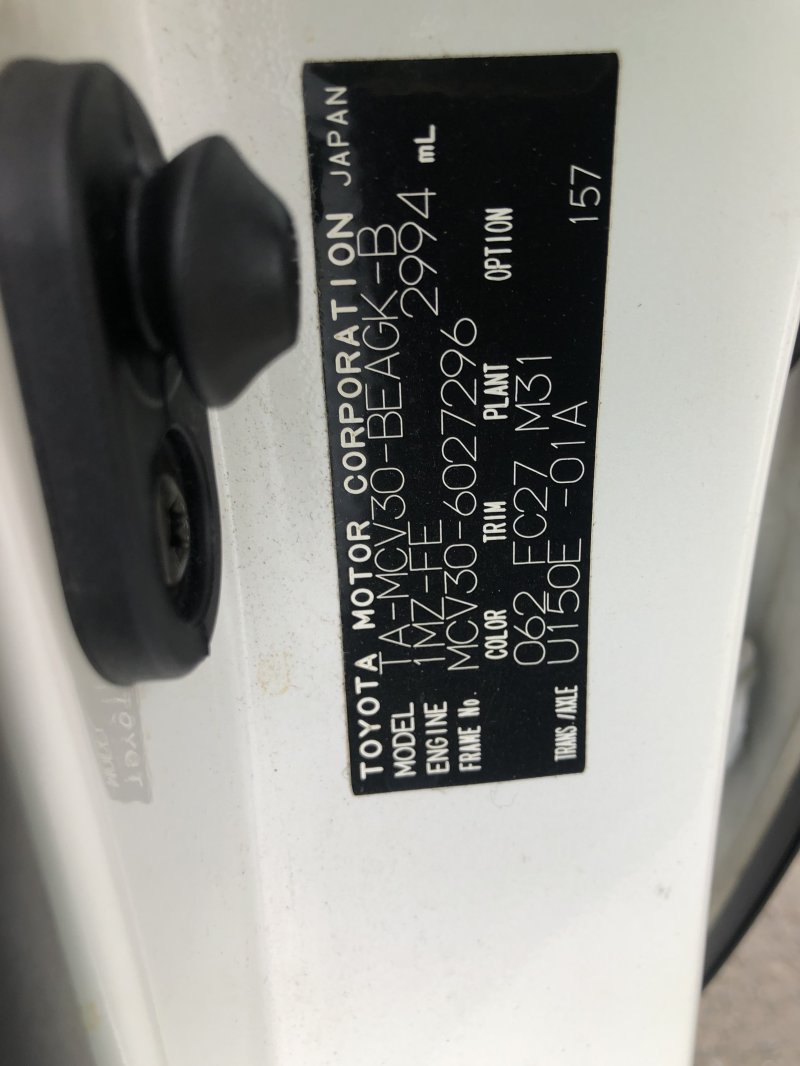 TOYOTA MOTOR CORPORATION JAPAN
MODEL TA-MCV30-BEAGK-B
ENGINE 1MZ-FE 2994 mL
FRAME No. MCV30-6027296
COLOR TRIM PLANT OPTION
062 FC27 M31
TRANS./AXLE U150E -01A 157
TOYOT